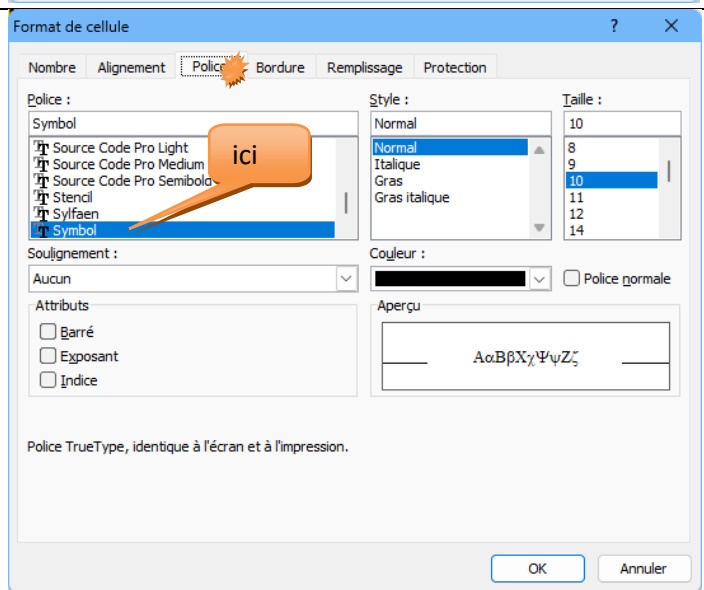 Format de cellule ? ×
Nombre Alignement Police Bordure Remplissage Protection
Police : Style : Taille :
Symbol Normal 10
Source Code Pro Light Normal 8
Source Code Pro Medium Italique 9
Source Code Pro Semibold Gras 10
Stencil Gras italique 11
Sylfaen 12
Symbol 14
ici
Soulignement : Couleur :
Aucun Police normale
Attributs Aperçu
Barré
Exposant ΑαΒβΧχΨψΖζ
Indice
Police TrueType, identique à l'écran et à l'impression.
OK Annuler